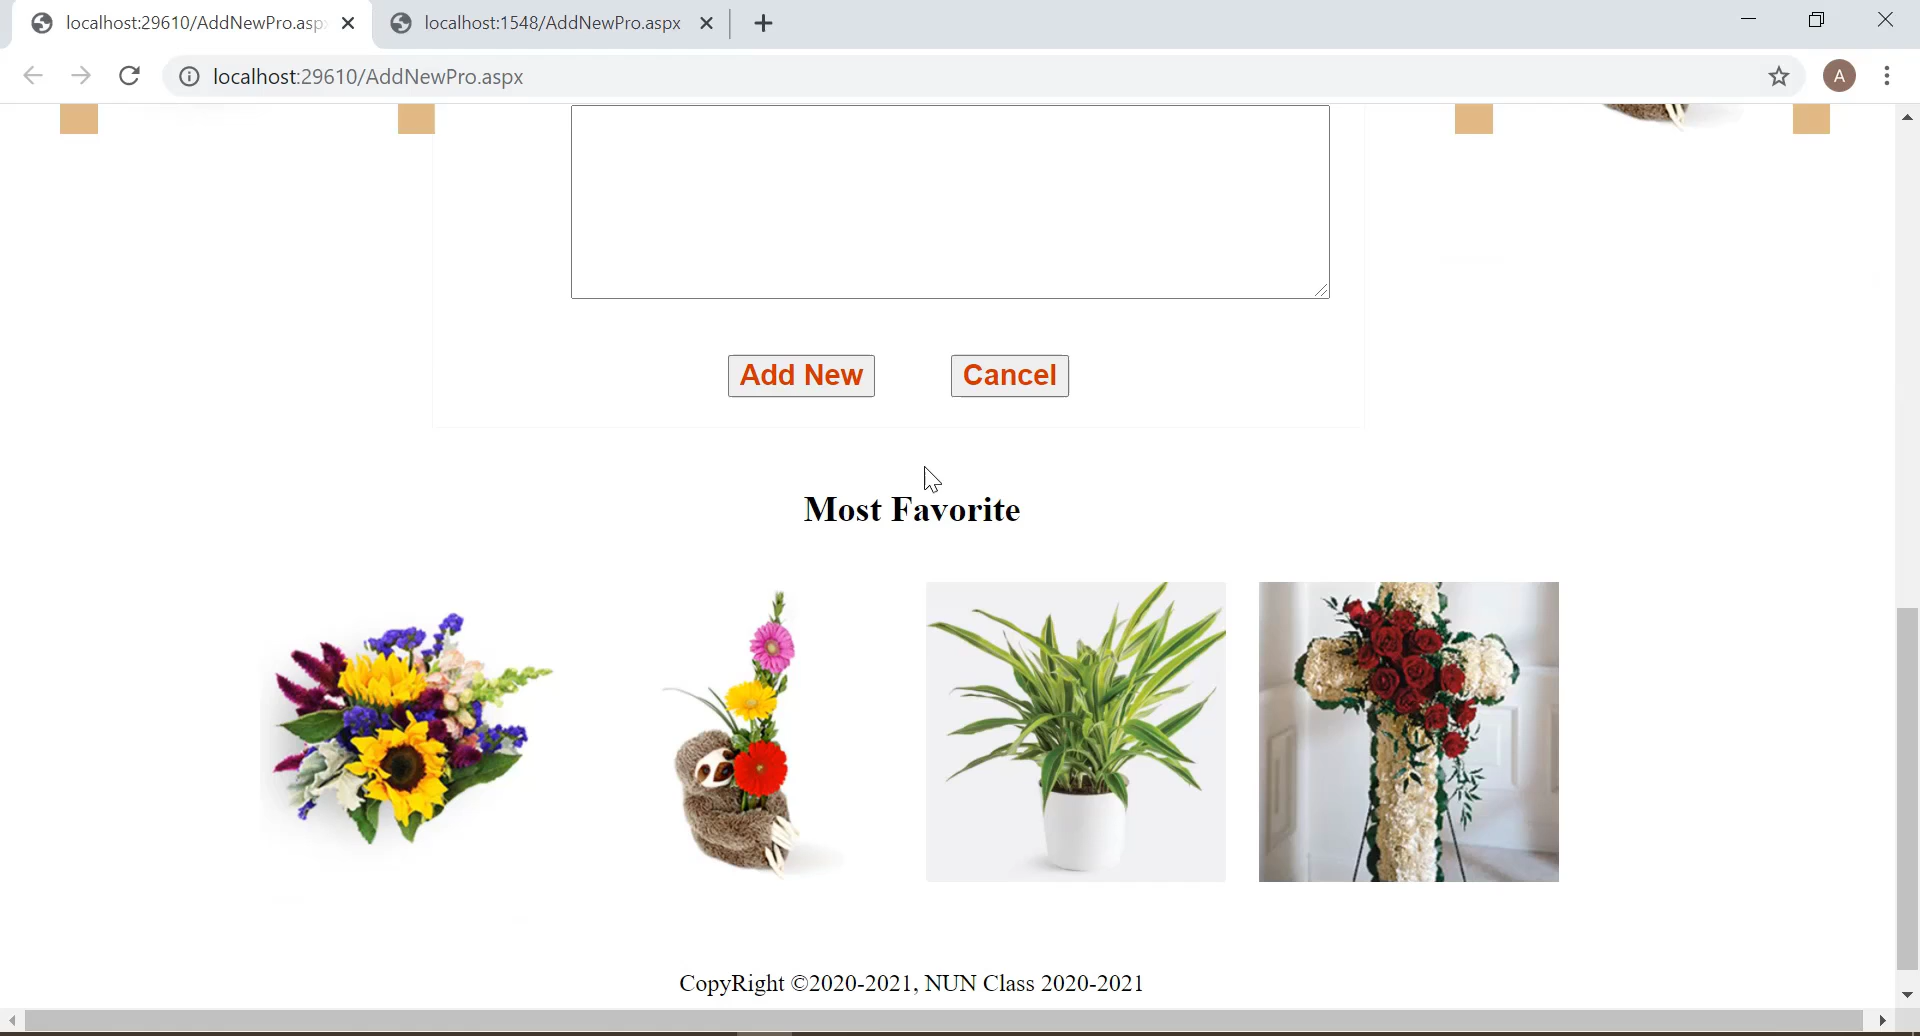 localhost:29610/AddNewPro.asp
localhost:1548/AddNewPro.aspx
localhost:29610/AddNewPro.aspx
A
Add New
Cancel
Most Favorite
CopyRight ©2020-2021, NUN Class 2020-2021